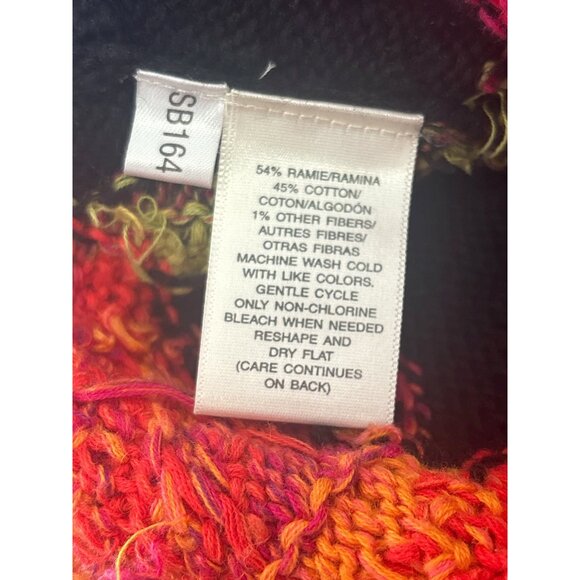 SB164
54% RAMIE/RAMINA
45% COTTON/
COTON/ALGODÓN
1% OTHER FIBERS/
AUTRES FIBRES/
OTRAS FIBRAS
MACHINE WASH COLD
WITH LIKE COLORS.
GENTLE CYCLE
ONLY NON-CHLORINE
BLEACH WHEN NEEDED
RESHAPE AND
DRY FLAT
(CARE CONTINUES
ON BACK)